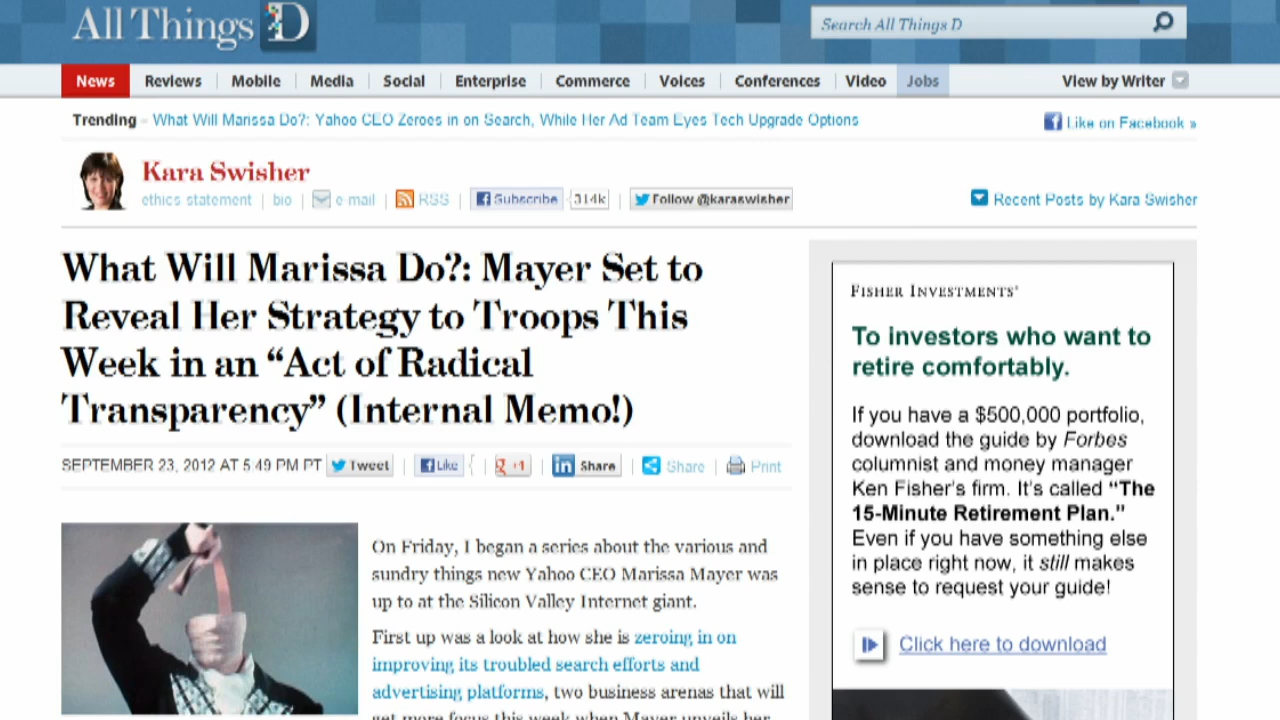 All Things D
Search All Things D
News Reviews Mobile Media Social Enterprise Commerce Voices Conferences Video Jobs View by Writer
Trending What Will Marissa Do?: Yahoo CEO Zeroes in on Search, While Her Ad Team Eyes Tech Upgrade Options Like on Facebook »
Kara Swisher
ethics statement | bio | e-mail | RSS | Subscribe 314k | Follow @karaswisher Recent Posts by Kara Swisher
What Will Marissa Do?: Mayer Set to
Reveal Her Strategy to Troops This
Week in an “Act of Radical
Transparency” (Internal Memo!)
SEPTEMBER 23, 2012 AT 5:49 PM PT Tweet | Like | +1 | Share | Share | Print
On Friday, I began a series about the various and
sundry things new Yahoo CEO Marissa Mayer was
up to at the Silicon Valley Internet giant.
First up was a look at how she is zeroing in on
improving its troubled search efforts and
advertising platforms, two business arenas that will
get more focus this week when Mayer unveils her
FISHER INVESTMENTS®
To investors who want to
retire comfortably.
If you have a $500,000 portfolio,
download the guide by Forbes
columnist and money manager
Ken Fisher's firm. It's called “The
15-Minute Retirement Plan.”
Even if you have something else
in place right now, it still makes
sense to request your guide!
Click here to download